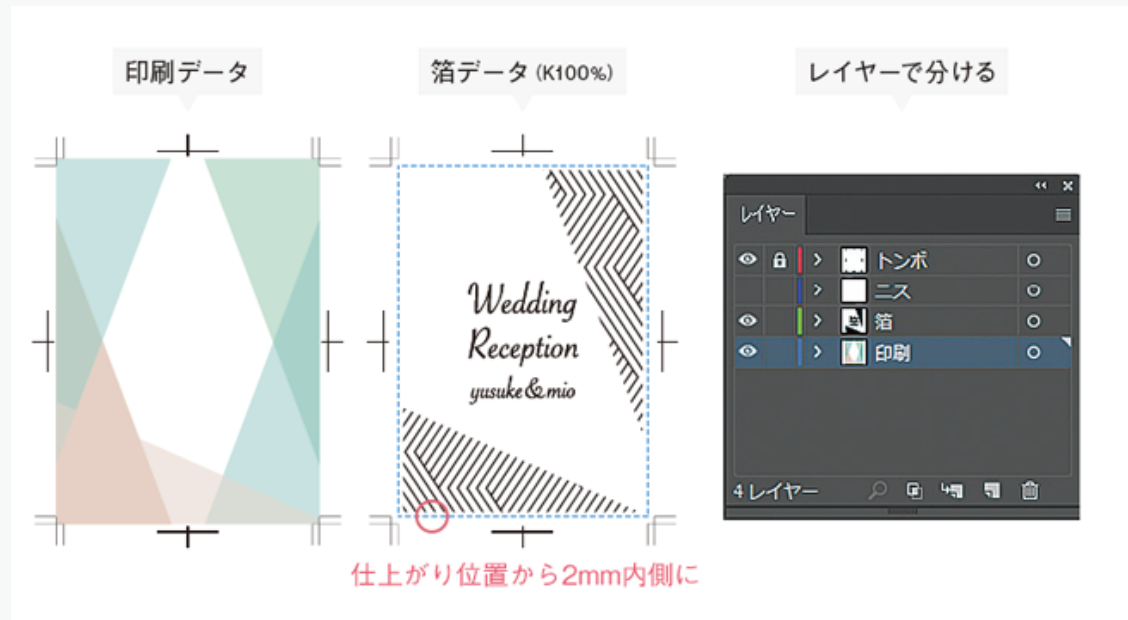 印刷データ
箔データ(K100%)
レイヤーで分ける
Wedding
Reception
yusuke&mio
レイヤー
トンボ
ニス
箔
印刷
4 レイヤー
仕上がり位置から2mm内側に